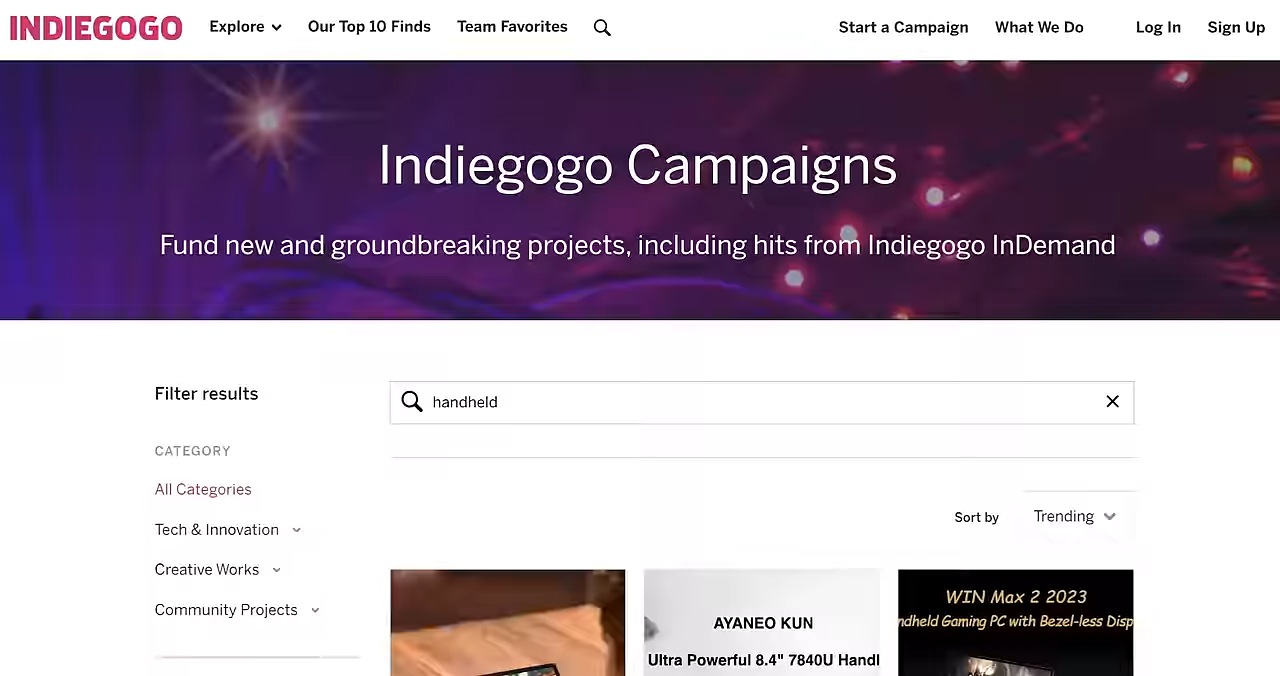 INDIEGOGO Explore Our Top 10 Finds Team Favorites Start a Campaign What We Do Log In Sign Up
Indiegogo Campaigns
Fund new and groundbreaking projects, including hits from Indiegogo InDemand
Filter results
handheld
CATEGORY
All Categories
Sort by Trending
Tech & Innovation
Creative Works
Community Projects
AYANEO KUN
Ultra Powerful 8.4" 7840U Handl
WIN Max 2 2023
ndheld Gaming PC with Bezel-less Disp